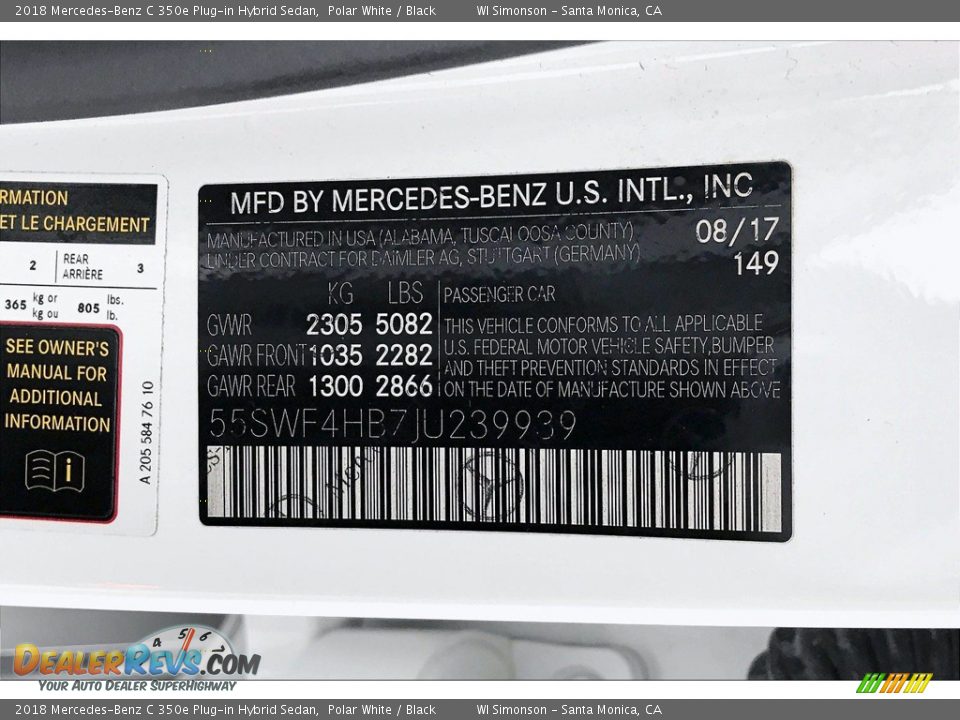 2018 Mercedes-Benz C 350e Plug-in Hybrid Sedan, Polar White / Black WI Simonson - Santa Monica, CA
RMATION
ET LE CHARGEMENT
2 REAR ARRIÈRE 3
365 kg or kg ou 805 lbs. lb.
SEE OWNER'S
MANUAL FOR
ADDITIONAL
INFORMATION
i
A 205 584 76 10
MFD BY MERCEDES-BENZ U.S. INTL., INC
MANUFACTURED IN USA (ALABAMA, TUSCALOOSA COUNTY) 08/17
UNDER CONTRACT FOR DAIMLER AG, STUTTGART (GERMANY) 149
KG LBS PASSENGER CAR
GVWR 2305 5082
GAWR FRONT 1035 2282
GAWR REAR 1300 2866
THIS VEHICLE CONFORMS TO ALL APPLICABLE
U.S. FEDERAL MOTOR VEHICLE SAFETY, BUMPER
AND THEFT PREVENTION STANDARDS IN EFFECT
ON THE DATE OF MANUFACTURE SHOWN ABOVE
55SWF4HB7JU239939
4 5 6
DEALERREVS.COM
YOUR AUTO DEALER SUPERHIGHWAY
2018 Mercedes-Benz C 350e Plug-in Hybrid Sedan, Polar White / Black WI Simonson - Santa Monica, CA